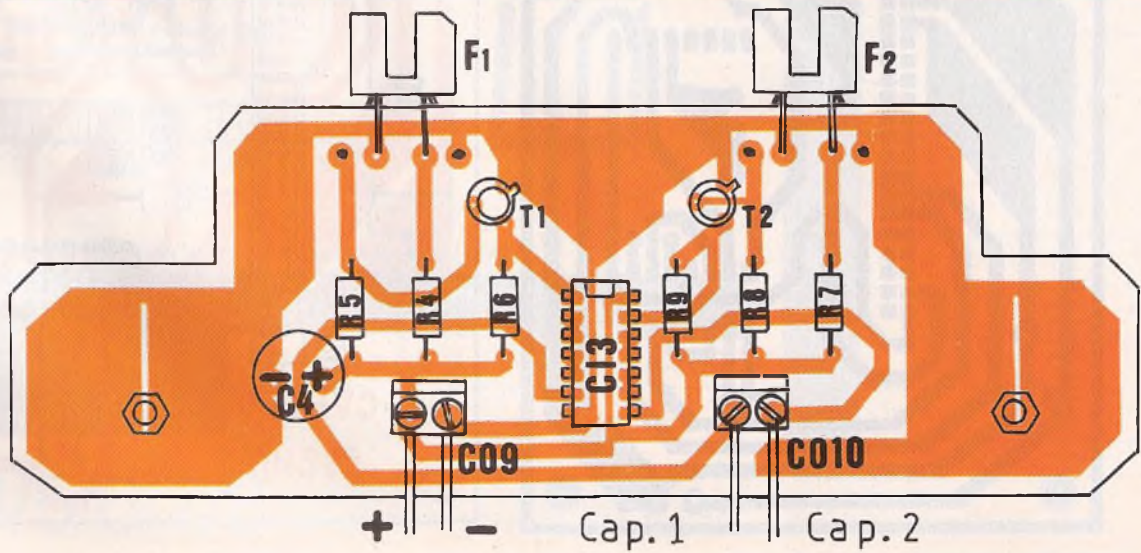 F1
F2
T1
T2
R5
R4
R6
CI3
R9
R8
R7
- +
C4
CO9
CO10
+ -
Cap. 1
Cap. 2